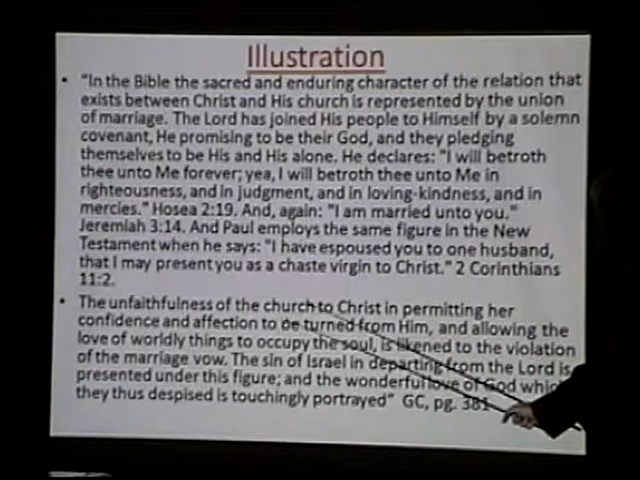 Illustration
• "In the Bible the sacred and enduring character of the relation that
exists between Christ and His church is represented by the union
of marriage. The Lord has joined His people to Himself by a solemn
covenant, He promising to be their God, and they pledging
themselves to be His and His alone. He declares: "I will betroth
thee unto Me forever; yea, I will betroth thee unto Me in
righteousness, and in judgment, and in loving-kindness, and in
mercies." Hosea 2:19. And, again: "I am married unto you."
Jeremiah 3:14. And Paul employs the same figure in the New
Testament when he says: "I have espoused you to one husband,
that I may present you as a chaste virgin to Christ." 2 Corinthians
11:2.
• The unfaithfulness of the church to Christ in permitting her
confidence and affection to be turned from Him, and allowing the
love of worldly things to occupy the soul, is likened to the violation
of the marriage vow. The sin of Israel in departing from the Lord is
presented under this figure; and the wonderful love of God which
they thus despised is touchingly portrayed" GC, pg. 381